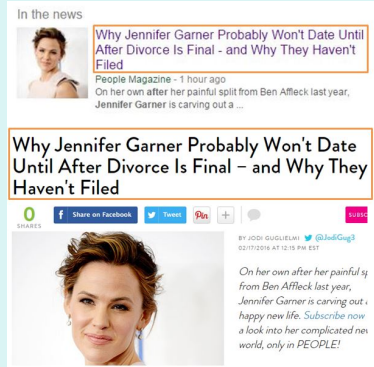 In the news
Why Jennifer Garner Probably Won't Date Until
After Divorce Is Final - and Why They Haven't
Filed
People Magazine - 1 hour ago
On her own after her painful split from Ben Affleck last year,
Jennifer Garner is carving out a ...
Why Jennifer Garner Probably Won't Date
Until After Divorce Is Final – and Why They
Haven't Filed
0
SHARES
Share on Facebook
Tweet
Pin
+
SUBSC
BY JODI GUGLIELMI @JodiGug3
02/17/2016 AT 12:15 PM EST
On her own after her painful sp
from Ben Affleck last year,
Jennifer Garner is carving out a
happy new life. Subscribe now
a look into her complicated new
world, only in PEOPLE!